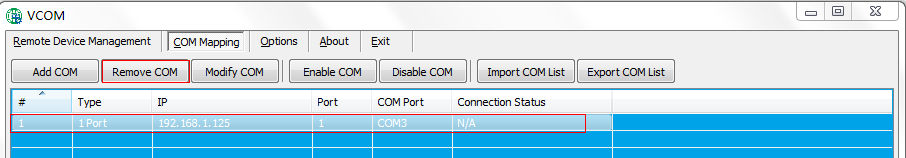 VCOM
Remote Device Management COM Mapping Options About Exit
Add COM Remove COM Modify COM Enable COM Disable COM Import COM List Export COM List
# Type IP Port COM Port Connection Status
1 1 Port 192.168.1.125 1 COM3 N/A